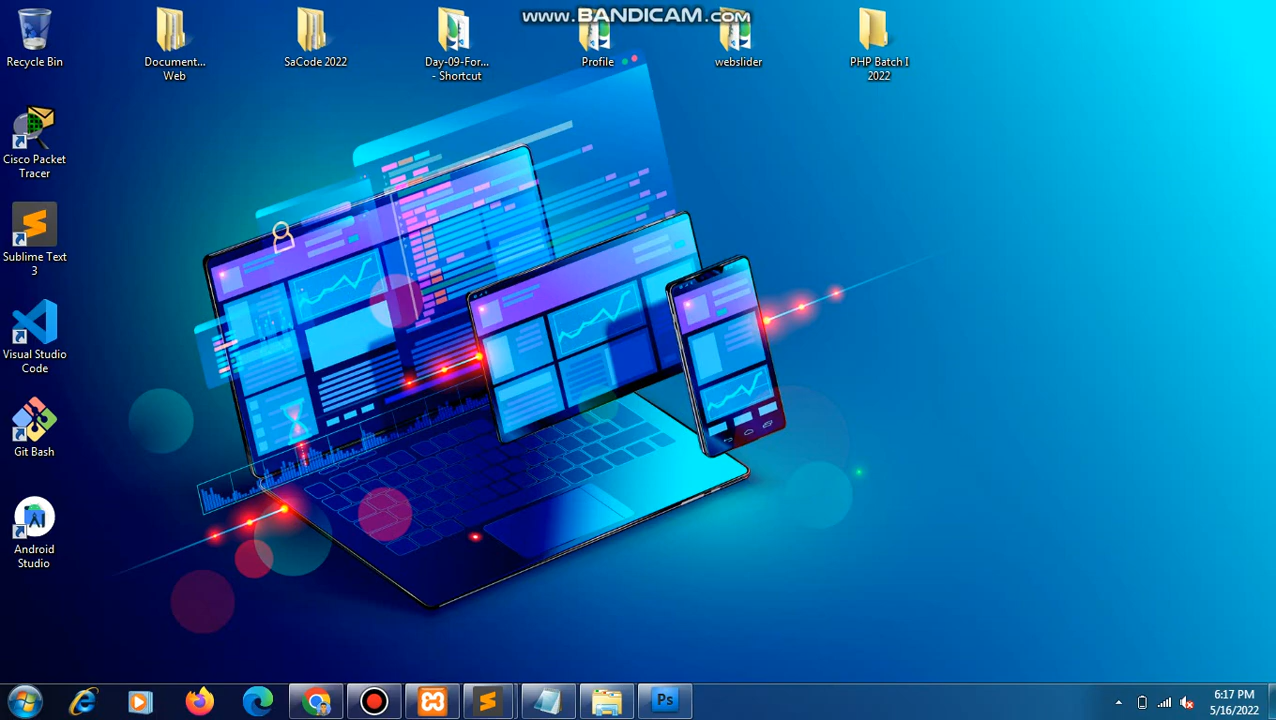 www.BANDICAM.com
Recycle Bin
Document...
Web
SaCode 2022
Day-09-For...
- Shortcut
Profile
webslider
PHP Batch I
2022
Cisco Packet
Tracer
Sublime Text
3
Visual Studio
Code
Git Bash
Android
Studio
Ps
6:17 PM
5/16/2022